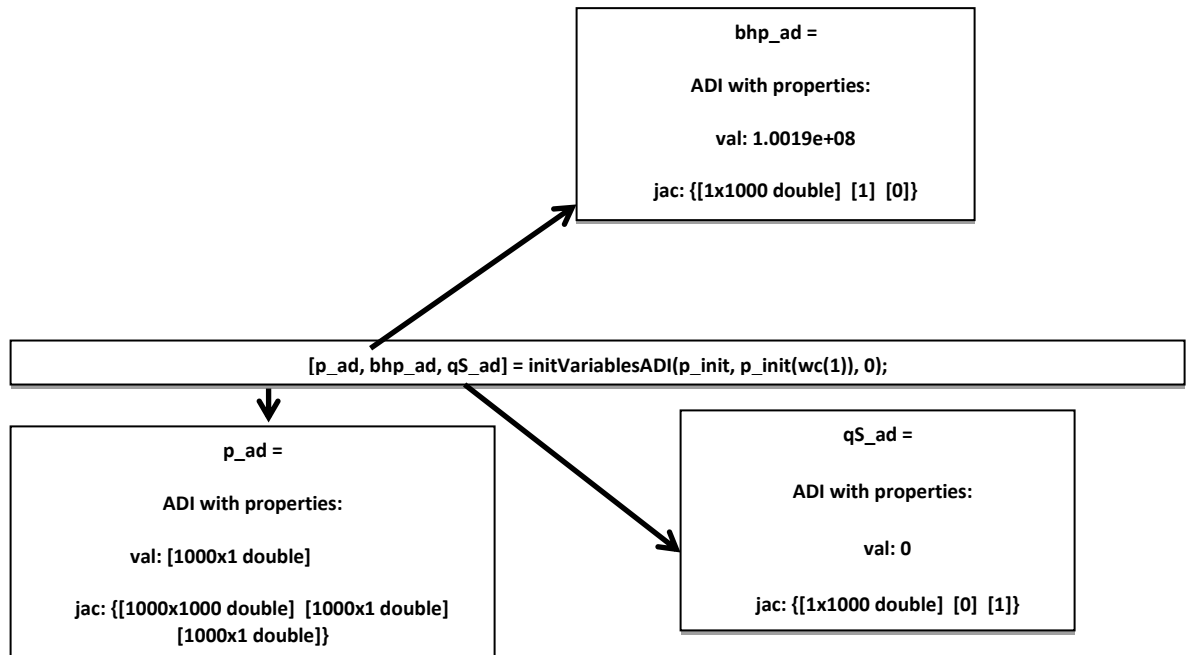 bhp_ad =
ADI with properties:
val: 1.0019e+08
jac: {[1x1000 double] [1] [0]}
[p_ad, bhp_ad, qS_ad] = initVariablesADI(p_init, p_init(wc(1)), 0);
p_ad =
ADI with properties:
val: [1000x1 double]
jac: {[1000x1000 double] [1000x1 double]
[1000x1 double]}
qS_ad =
ADI with properties:
val: 0
jac: {[1x1000 double] [0] [1]}